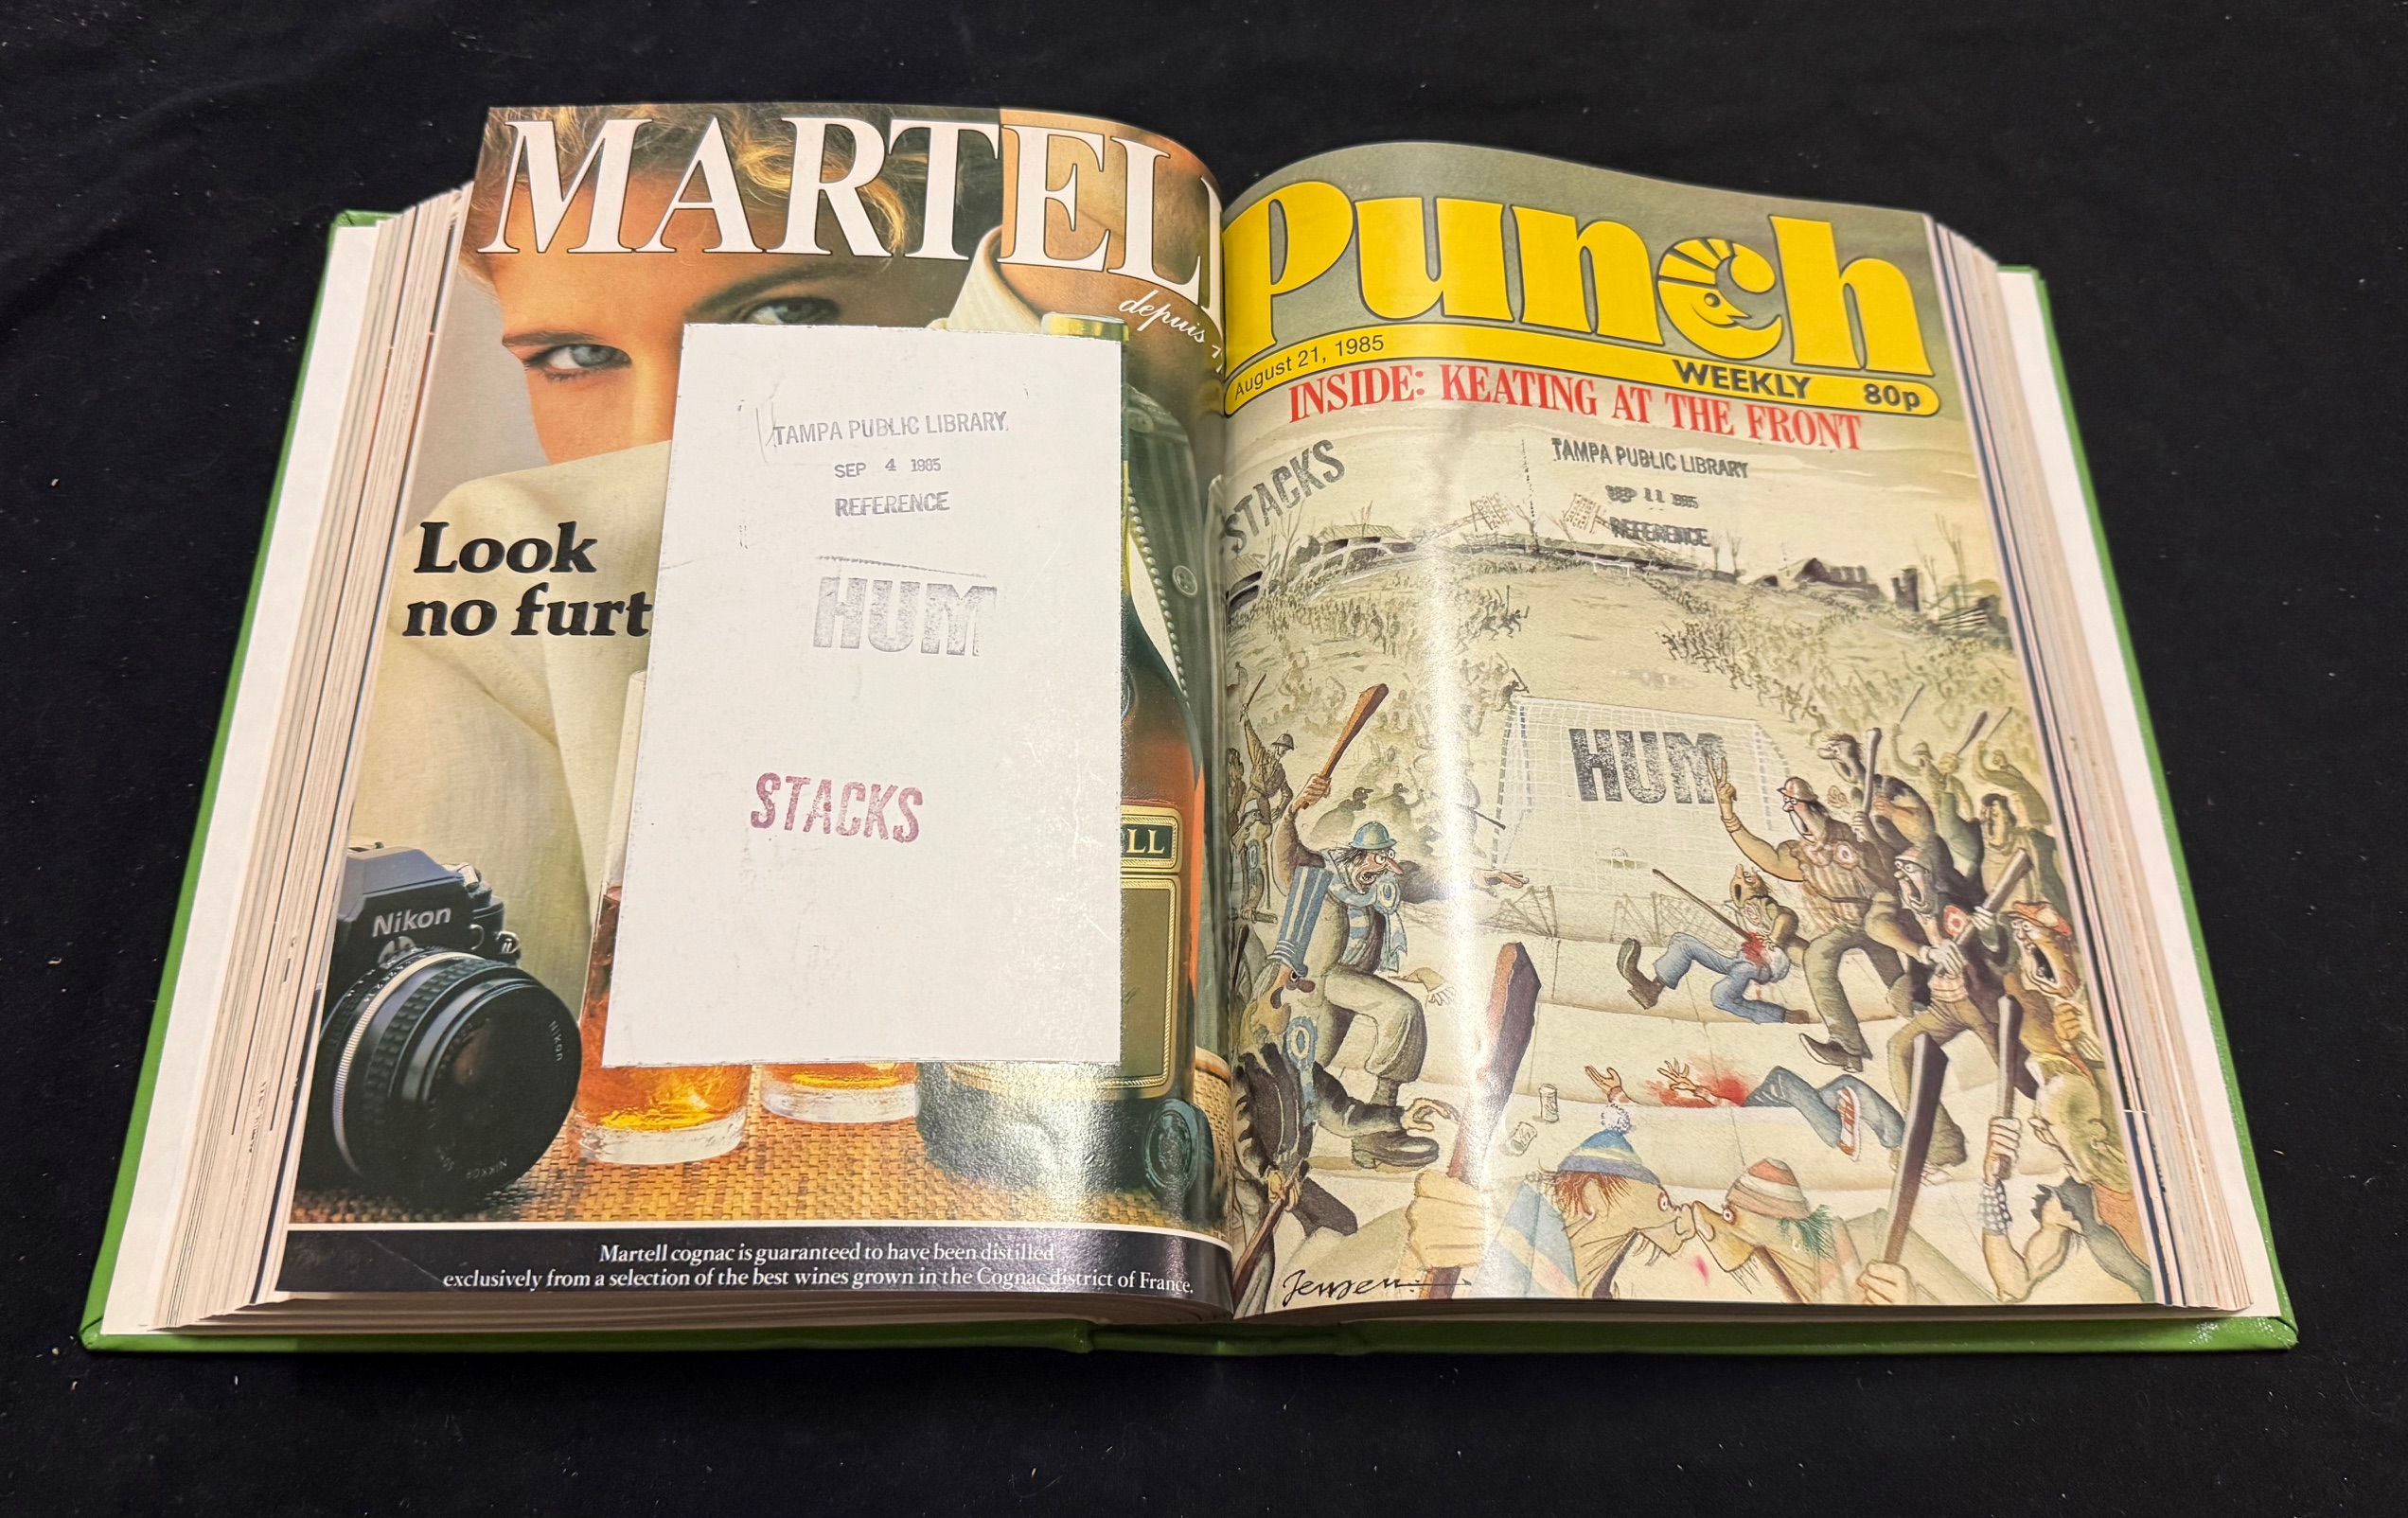 MARTELL
depuis
Look
no furt
TAMPA PUBLIC LIBRARY
SEP 4 1985
REFERENCE
HUM
STACKS
LL
Nikon
Nikon
Martell cognac is guaranteed to have been distilled
exclusively from a selection of the best wines grown in the Cognac district of France.
Punch
August 21, 1985
WEEKLY 80p
INSIDE: KEATING AT THE FRONT
STACKS
TAMPA PUBLIC LIBRARY
SEP 11 1985
REFERENCE
HUM
Jensen